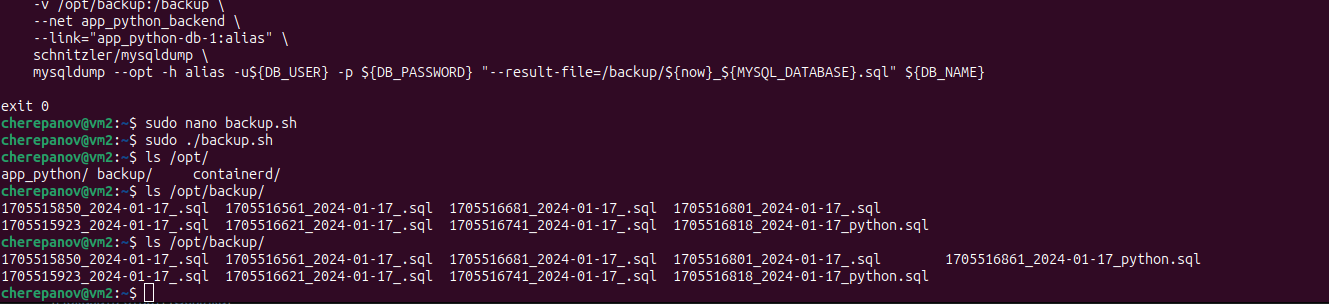 -v /opt/backup:/backup \
--net app_python_backend \
--link="app_python-db-1:alias" \
schnitzler/mysqldump \
mysqldump --opt -h alias -u${DB_USER} -p ${DB_PASSWORD} "--result-file=/backup/${now}_${MYSQL_DATABASE}.sql" ${DB_NAME}
exit 0
cherepanov@vm2:~$ sudo nano backup.sh
cherepanov@vm2:~$ sudo ./backup.sh
cherepanov@vm2:~$ ls /opt/
app_python/ backup/     containerd/
cherepanov@vm2:~$ ls /opt/backup/
1705515850_2024-01-17_.sql  1705516561_2024-01-17_.sql  1705516681_2024-01-17_.sql  1705516801_2024-01-17_.sql
1705515923_2024-01-17_.sql  1705516621_2024-01-17_.sql  1705516741_2024-01-17_.sql  1705516818_2024-01-17_python.sql
cherepanov@vm2:~$ ls /opt/backup/
1705515850_2024-01-17_.sql  1705516561_2024-01-17_.sql  1705516681_2024-01-17_.sql  1705516801_2024-01-17_.sql        1705516861_2024-01-17_python.sql
1705515923_2024-01-17_.sql  1705516621_2024-01-17_.sql  1705516741_2024-01-17_.sql  1705516818_2024-01-17_python.sql
cherepanov@vm2:~$